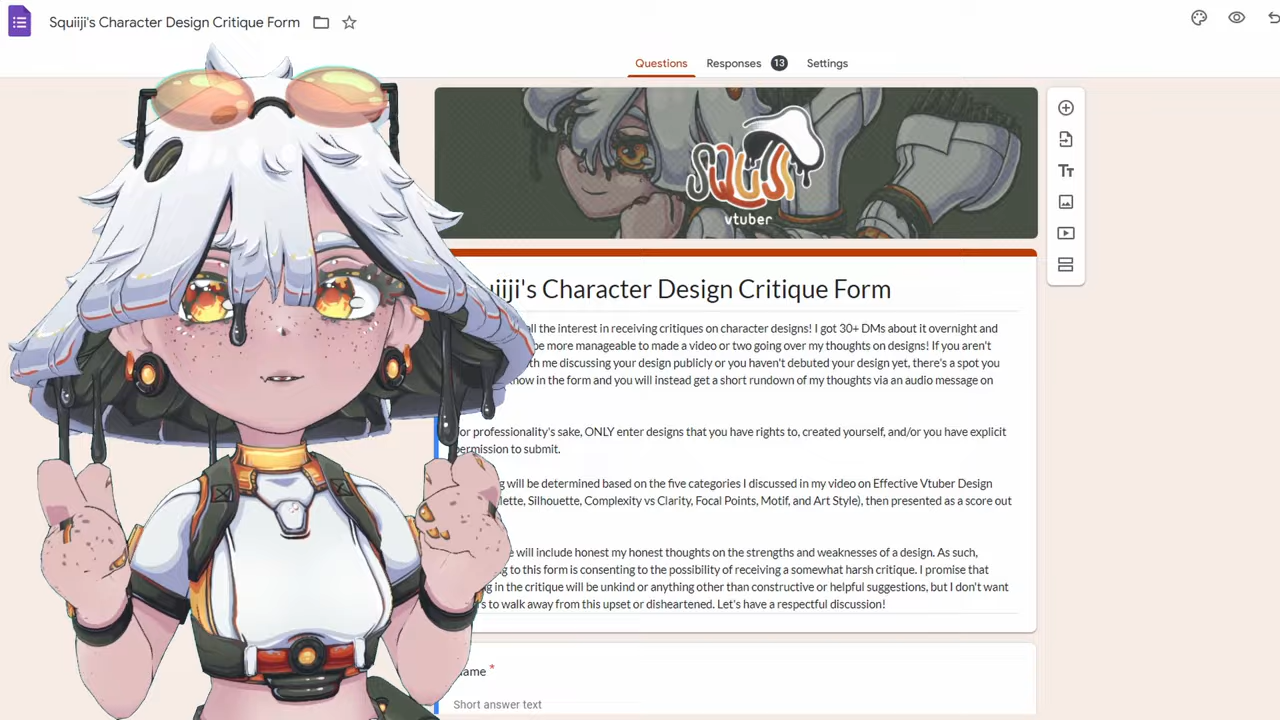 Squiiji's Character Design Critique Form
Questions
Responses
13
Settings
SQUIIJI
vtuber
iji's Character Design Critique Form
all the interest in receiving critiques on character designs! I got 30+ DMs about it overnight and
be more manageable to made a video or two going over my thoughts on designs! If you aren't
me discussing your design publicly or you haven't debuted your design yet, there's a spot you
know in the form and you will instead get a short rundown of my thoughts via an audio message on
or professionality's sake, ONLY enter designs that you have rights to, created yourself, and/or you have explicit
permission to submit.
will be determined based on the five categories I discussed in my video on Effective Vtuber Design
Silhouette, Complexity vs Clarity, Focal Points, Motif, and Art Style), then presented as a score out
will include honest my honest thoughts on the strengths and weaknesses of a design. As such,
to this form is consenting to the possibility of receiving a somewhat harsh critique. I promise that
in the critique will be unkind or anything other than constructive or helpful suggestions, but I don't want
to walk away from this upset or disheartened. Let's have a respectful discussion!
ame *
Short answer text